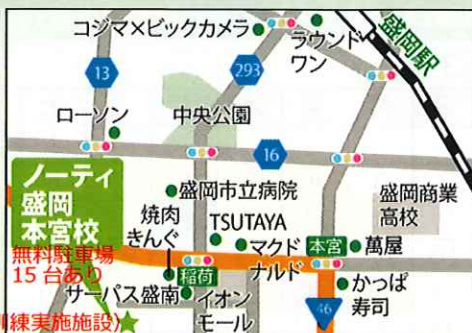 コジマ×ビックカメラ
ラウンド
ワン
盛岡駅
13
293
ローソン
中央公園
16
ノーティ
盛岡
本宮校
盛岡市立病院
盛岡商業
高校
焼肉
きんぐ
TSUTAYA
マクド
ナルド
本宮
萬屋
無料駐車場
15台あり
稲荷
サーパス盛南
イオン
モール
かっぱ
寿司
46
練実施施設)